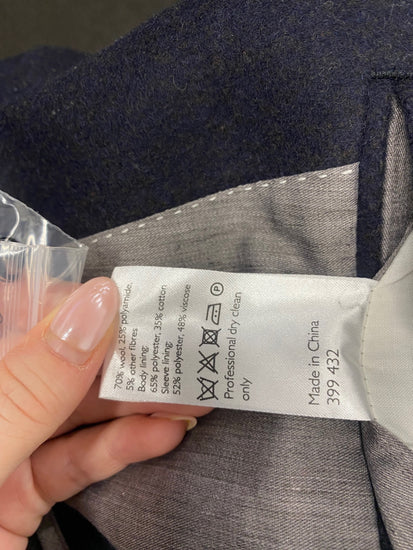 70% wool, 25% polyamide,
5% other fibres
Body lining:
65% polyester, 35% cotton
Sleeve lining:
52% polyester, 48% viscose
P
Professional dry clean
only
Made in China
399 432